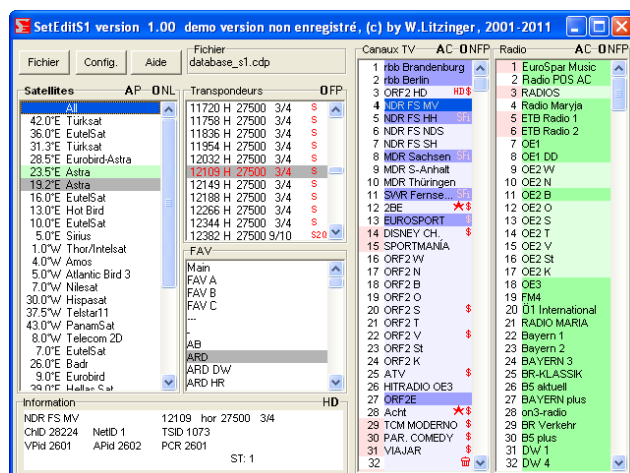 SetEditS1 version 1.00 demo version non enregistré, (c) by W.Litzinger, 2001-2011
Fichier
Config.
Aide
Fichier
database_s1.cdp
Satellites AP ONL
All
42.0°E Türksat
36.0°E EutelSat
31.3°E Türksat
28.5°E Eurobird-Astra
23.5°E Astra
19.2°E Astra
16.0°E EutelSat
13.0°E Hot Bird
10.0°E EutelSat
5.0°E Sirius
1.0°W Thor/Intelsat
4.0°W Amos
5.0°W Atlantic Bird 3
7.0°W Nilesat
30.0°W Hispasat
37.5°W Telstar11
43.0°W PanamSat
8.0°W Telecom 2D
7.0°E EutelSat
26.0°E Badr
9.0°E Eurobird
39.0°E Hellas Sat
Transpondeurs OFP
11720 H 27500 3/4 S
11758 H 27500 3/4 S
11836 H 27500 3/4 S
11954 H 27500 3/4 S
12032 H 27500 3/4 S
12109 H 27500 3/4 S
12149 H 27500 3/4 S
12188 H 27500 3/4 S
12266 H 27500 3/4 S
12344 H 27500 3/4 S
12382 H 27500 9/10 S2Q
FAV
Main
FAV A
FAV B
FAV C
---
-
AB
ARD
ARD DW
ARD HR
Information HD
NDR FS MV 12109 hor 27500 3/4
ChID 28224 NetID 1 TSID 1073
VPid 2601 APid 2602 PCR 2601
ST: 1
Canaux TV AC ONFP
1 rbb Brandenburg
2 rbb Berlin
3 ORF2 HD HD$
4 NDR FS MV
5 NDR FS HH SFi
6 NDR FS NDS
7 NDR FS SH
8 MDR Sachsen SFi
9 MDR S-Anhalt
10 MDR Thüringen
11 SWR Fernse... SFi
12 2BE $
13 EUROSPORT $
14 DISNEY CH. $
15 SPORTMANÍA
16 ORF2 W
17 ORF2 N
18 ORF2 B
19 ORF2 O
20 ORF2 S $
21 ORF2 T
22 ORF2 V $
23 ORF2 St
24 ORF2 K
25 ATV $
26 HITRADIO OE3
27 ORF2E
28 Acht $
29 TCM MODERNO $
30 PAR. COMEDY $
31 VIAJAR $
32
Radio AC ONFP
1 EuroSpar Music
2 Radio POS AC
3 RADIOS
4 Radio Maryja
5 ETB Radio 1
6 ETB Radio 2
7 OE1
8 OE1 DD
9 OE2 W
10 OE2 N
11 OE2 B
12 OE2 O
13 OE2 S
14 OE2 T
15 OE2 V
16 OE2 St
17 OE2 K
18 OE3
19 FM4
20 Ö1 International
21 RADIO MARIA
22 Bayern 1
23 Bayern 2
24 BAYERN 3
25 BR-KLASSIK
26 B5 aktuell
27 BAYERN plus
28 on3-radio
29 BR Verkehr
30 B5 plus
31 DW 1
32 DW 4